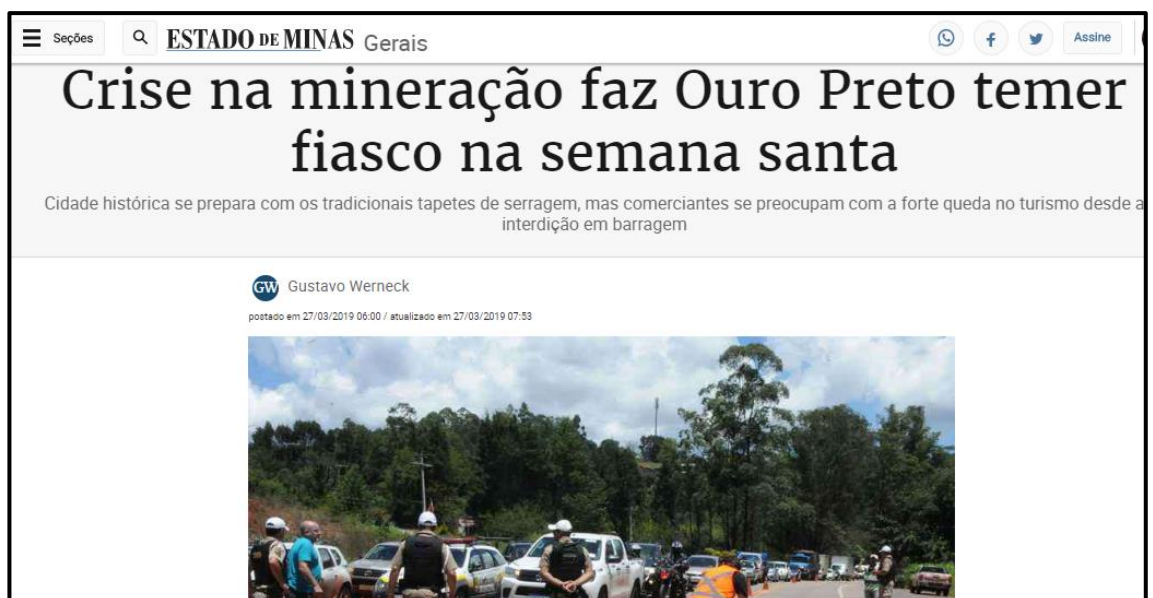 Seções ESTADO DE MINAS Gerais Assine
Crise na mineração faz Ouro Preto temer
fiasco na semana santa
Cidade histórica se prepara com os tradicionais tapetes de serragem, mas comerciantes se preocupam com a forte queda no turismo desde a
interdição em barragem
GW Gustavo Werneck
postado em 27/03/2019 06:00 / atualizado em 27/03/2019 07:53